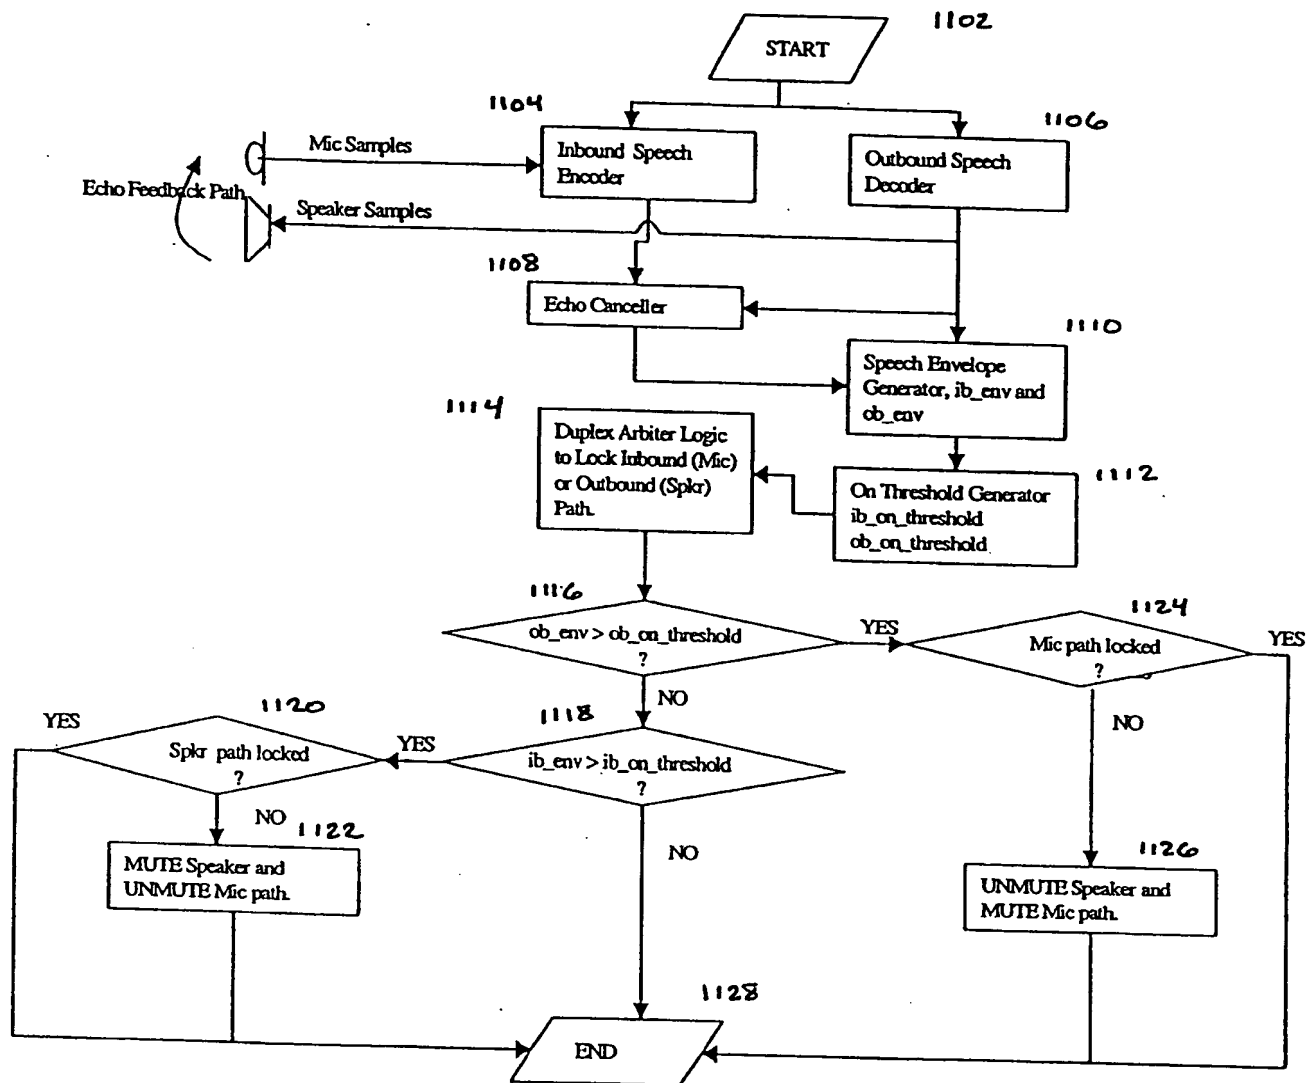 1102
START
1104
1106
Mic Samples
Inbound Speech
Encoder
Outbound Speech
Decoder
Echo Feedback Path
Speaker Samples
1108
Echo Canceller
1110
Speech Envelope
Generator, ib_env and
ob_env
1114
Duplex Arbiter Logic
to Lock Inbound (Mic)
or Outbound (Spkr)
Path.
1112
On Threshold Generator
ib_on_threshold
ob_on_threshold
1116
ob_env > ob_on_threshold
?
YES
1124
Mic path locked
?
YES
NO
NO
1120
YES
Spkr path locked
?
YES
1118
ib_env > ib_on_threshold
?
NO
1122
MUTE Speaker and
UNMUTE Mic path.
NO
1126
UNMUTE Speaker and
MUTE Mic path.
1128
END